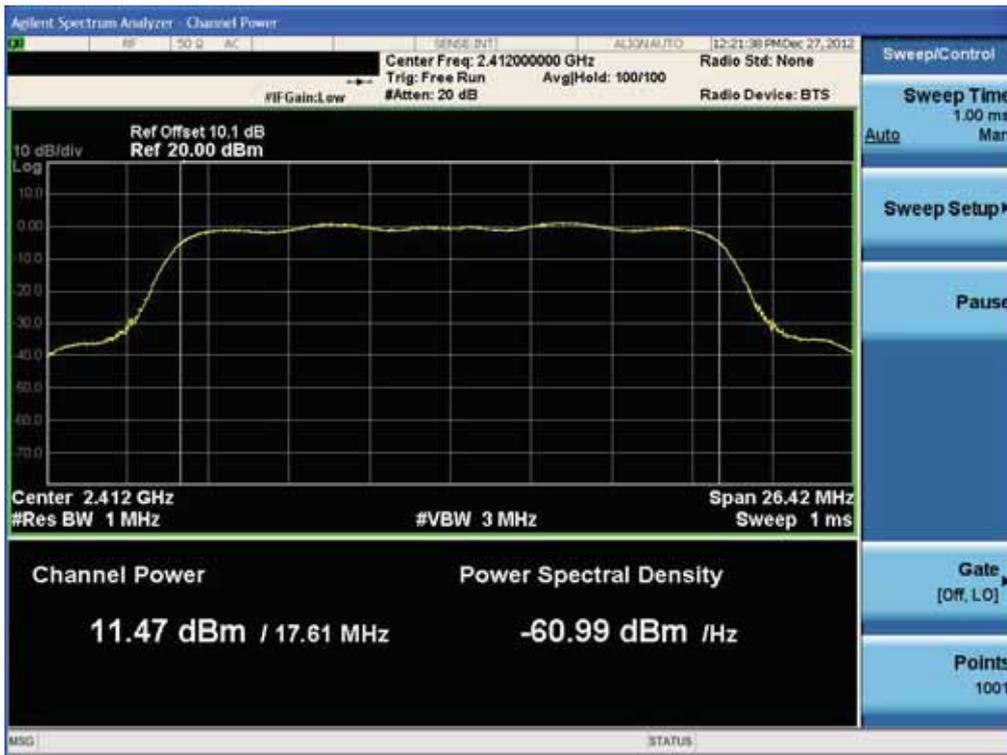 Agilent Spectrum Analyzer - Channel Power
RF 50 Ω AC SENSE:INT ALIGN AUTO 12:21:38 PM Dec 27, 2012
Center Freq: 2.412000000 GHz Radio Std: None
Trig: Free Run Avg|Hold: 100/100
#IFGain:Low #Atten: 20 dB Radio Device: BTS
Ref Offset 10.1 dB
10 dB/div Ref 20.00 dBm
Log
10.0
0.00
-10.0
-20.0
-30.0
-40.0
-50.0
-60.0
-70.0
Center 2.412 GHz Span 26.42 MHz
#Res BW 1 MHz #VBW 3 MHz Sweep 1 ms
Channel Power Power Spectral Density
11.47 dBm / 17.61 MHz -60.99 dBm /Hz
MSG STATUS
Sweep/Control
Sweep Time
1.00 ms
Auto Man
Sweep Setup
Pause
Gate
[Off, LO]
Points
1001